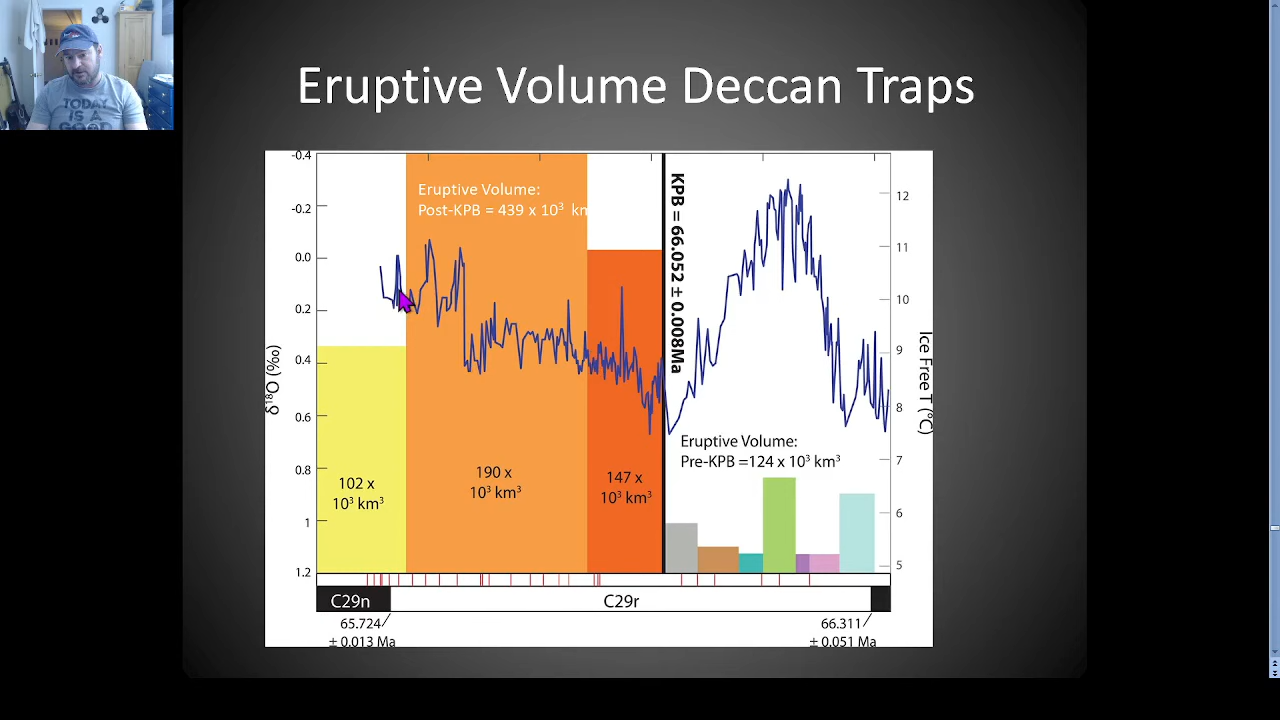 TODAY
IS A
GOOD
Eruptive Volume Deccan Traps
-0.4
-0.2
0.0
0.2
0.4
0.6
0.8
1
1.2
δ¹⁸O (‰)
Eruptive Volume:
Post-KPB = 439 x 10³ km
KPB = 66.052 ± 0.008Ma
12
11
10
9
8
7
6
5
Ice Free T (°C)
Eruptive Volume:
Pre-KPB =124 x 10³ km³
102 x
10³ km³
190 x
10³ km³
147 x
10³ km³
C29n
C29r
65.724
± 0.013 Ma
66.311
± 0.051 Ma